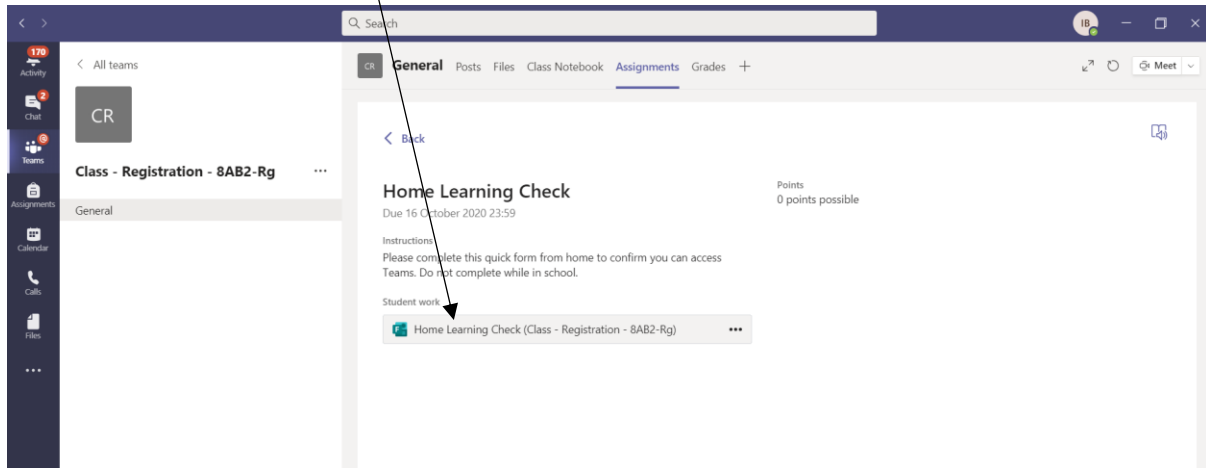 Search
IB
170
Activity
2
Chat
Teams
Assignments
Calendar
Calls
Files
All teams
CR
Class - Registration - 8AB2-Rg
General
CR General Posts Files Class Notebook Assignments Grades
Meet
Back
Home Learning Check
Due 16 October 2020 23:59
Instructions
Please complete this quick form from home to confirm you can access
Teams. Do not complete while in school.
Student work
Home Learning Check (Class - Registration - 8AB2-Rg)
Points
0 points possible